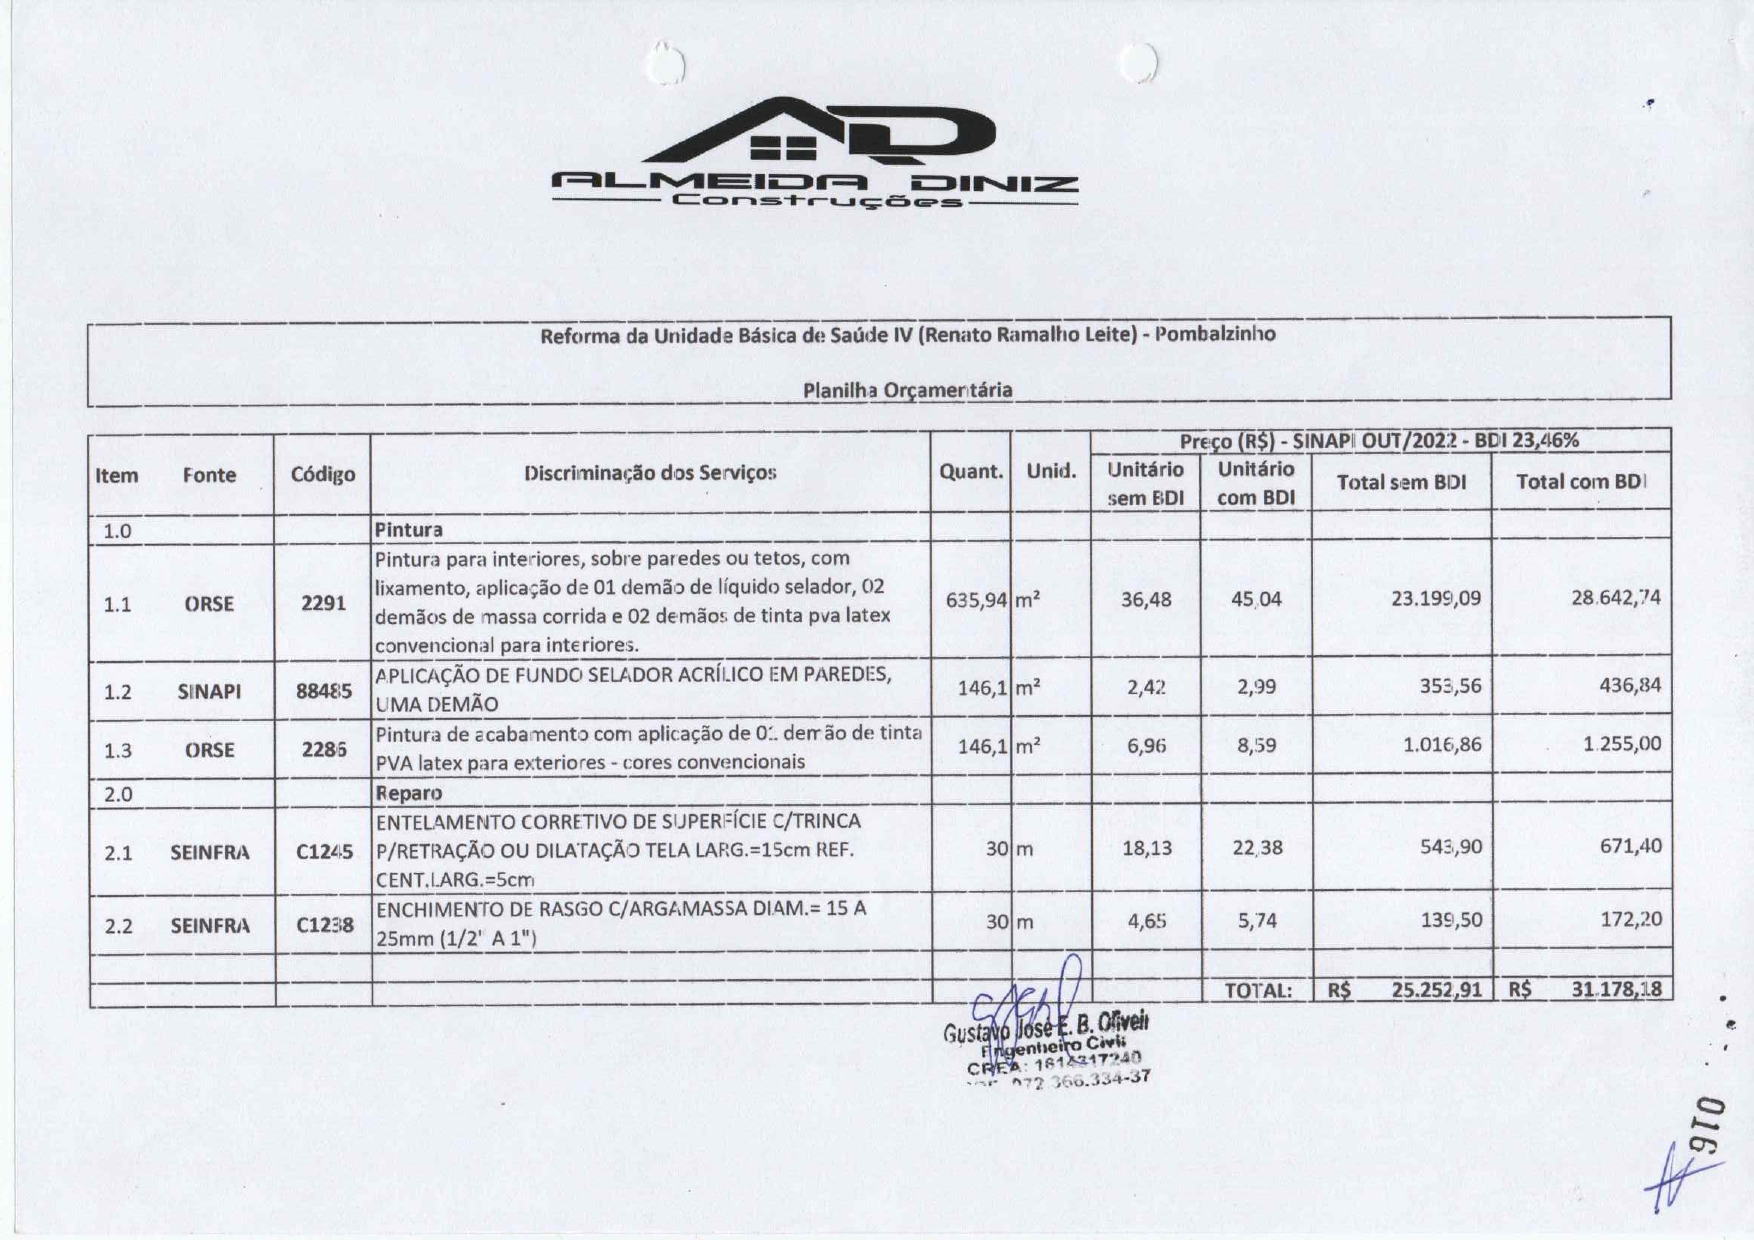 AD
ALMEIDA DINIZ
Construções
Reforma da Unidade Básica de Saúde IV (Renato Ramalho Leite) - Pombalzinho
Planilha Orçamentária
Item Fonte Código Discriminação dos Serviços Quant. Unid. Preço (R$) - SINAPI OUT/2022 - BDI 23,46%
Unitário sem BDI Unitário com BDI Total sem BDI Total com BDI
1.0 Pintura
1.1 ORSE 2291 Pintura para interiores, sobre paredes ou tetos, com
lixamento, aplicação de 01 demão de líquido selador, 02
demãos de massa corrida e 02 demãos de tinta pva latex
convencional para interiores. 635,94 m² 36,48 45,04 23.199,09 28.642,74
1.2 SINAPI 88485 APLICAÇÃO DE FUNDO SELADOR ACRÍLICO EM PAREDES,
UMA DEMÃO 146,1 m² 2,42 2,99 353,56 436,84
1.3 ORSE 2286 Pintura de acabamento com aplicação de demão de tinta
PVA latex para exteriores - cores convencionais 146,1 m² 6,96 8,59 1.016,86 1.255,00
2.0 Reparo
2.1 SEINFRA C1245 ENTELAMENTO CORRETIVO DE SUPERFÍCIE C/TRINCA
P/RETRAÇÃO OU DILATAÇÃO TELA LARG.=15cm REF.
CENT.LARG.=5cm 30 m 18,13 22,38 543,90 671,40
2.2 SEINFRA C1238 ENCHIMENTO DE RASGO C/ARGAMASSA DIAM.= 15 A
25mm (1/2" A 1") 30 m 4,65 5,74 139,50 172,20
TOTAL: R$ 25.252,91 R$ 31.178,18
Gustavo José E. B. Oliveir
Engenheiro Civil
CREA:
072.366.334-37
016